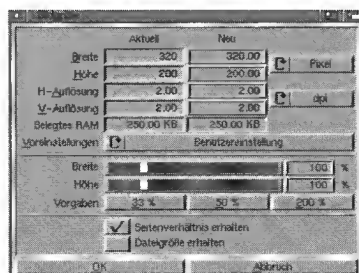 Aktuell Neu
Breite 320 320.00 Pixel
Höhe 200 200.00
H-Auflösung 2.00 2.00 dpi
V-Auflösung 2.00 2.00
Belegtes RAM 250.00 KB 250.00 KB
Voreinstellungen Benutzereinstellung
Breite 100 %
Höhe 100 %
Vorgaben 33 % 50 % 200 %
Seitenverhältnis erhalten
Dateigröße erhalten
OK Abbruch